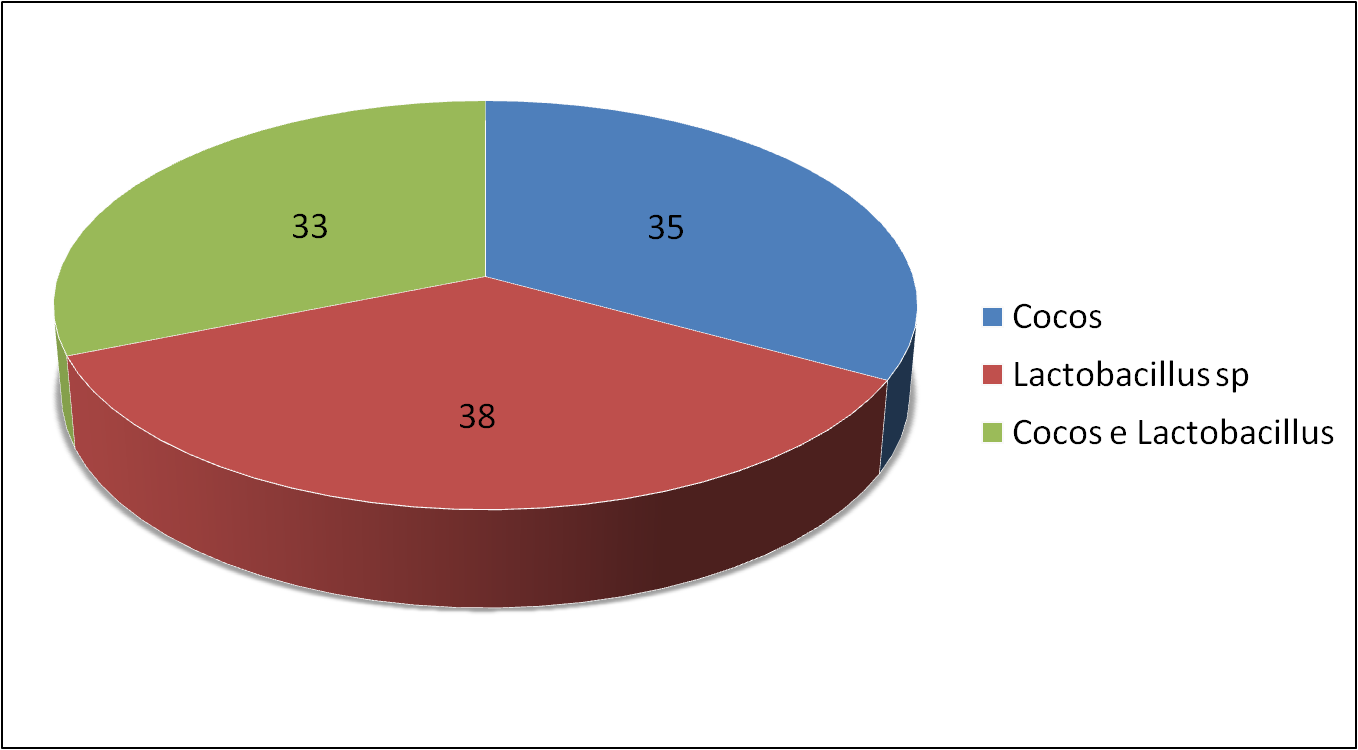 33
35
38
Cocos
Lactobacillus sp
Cocos e Lactobacillus